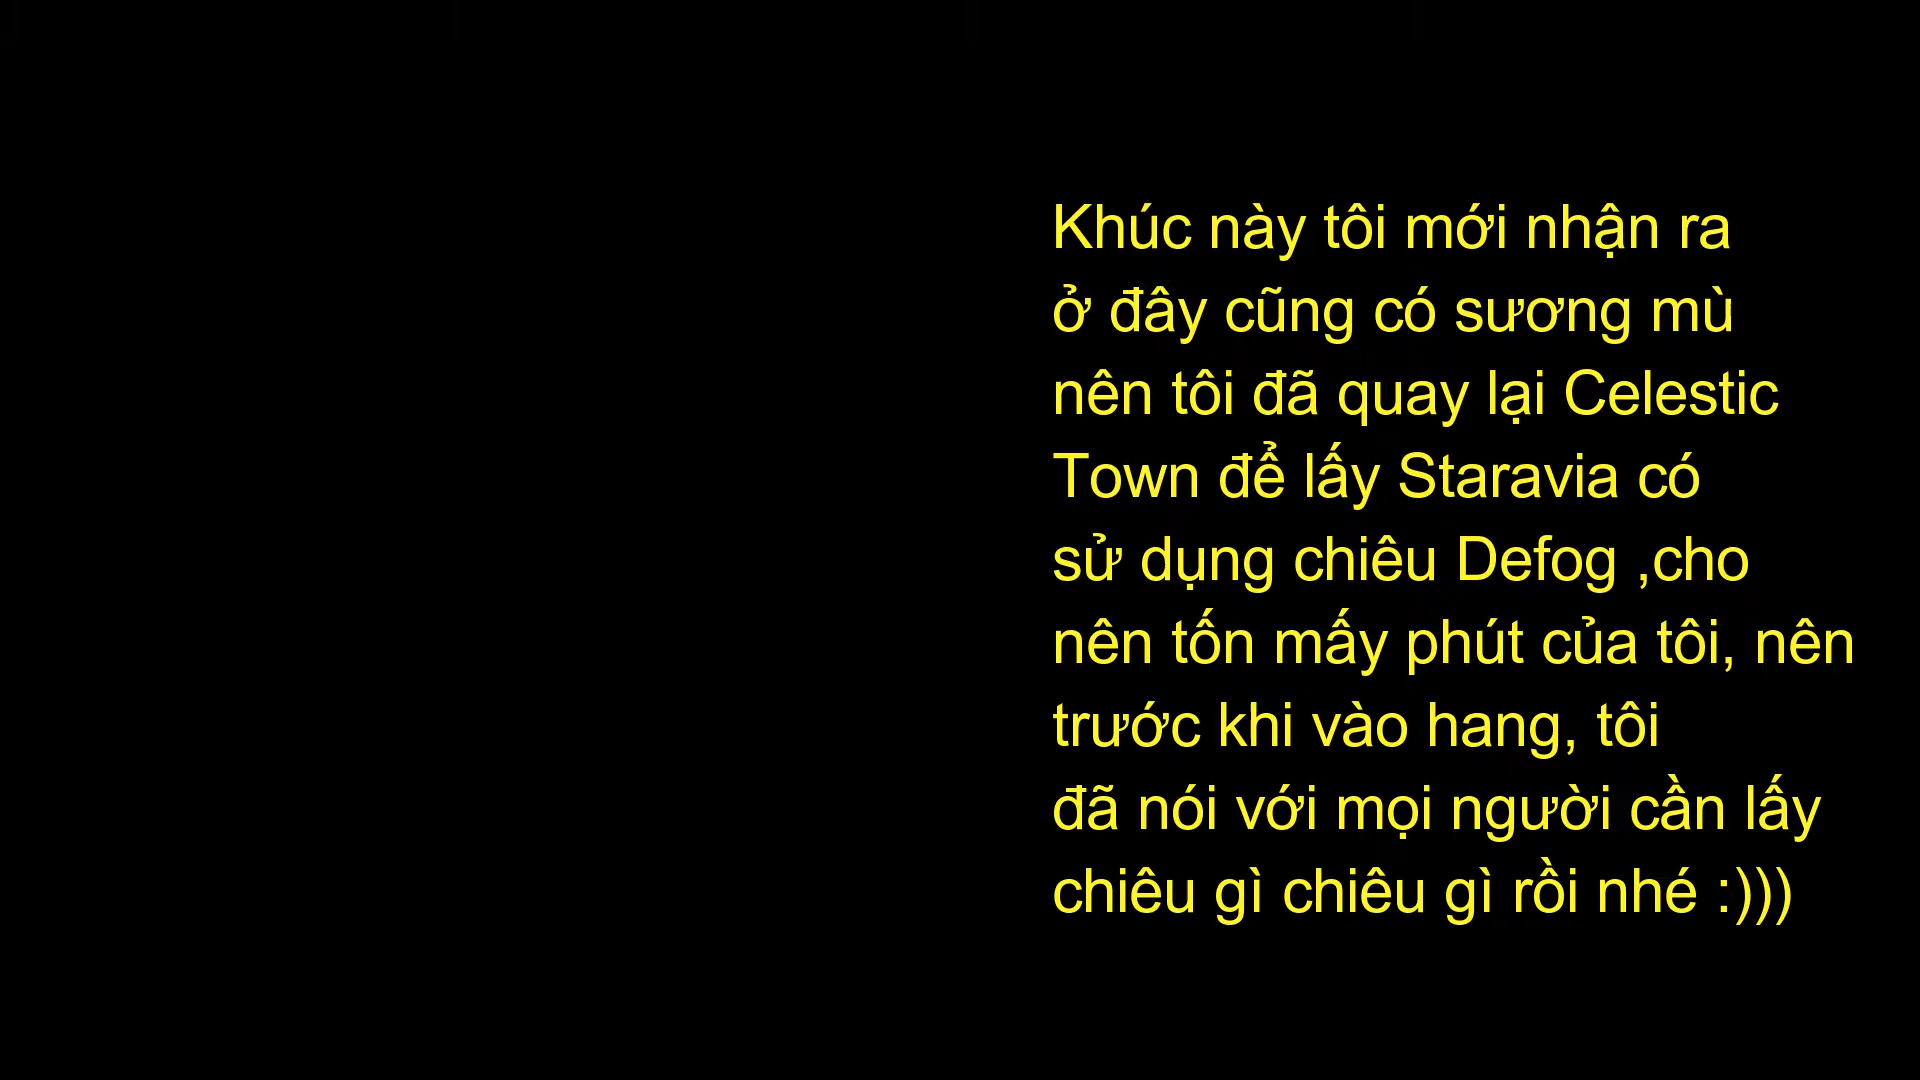 Khúc này tôi mới nhận ra
ở đây cũng có sương mù
nên tôi đã quay lại Celestic
Town để lấy Staravia có
sử dụng chiêu Defog ,cho
nên tốn mấy phút của tôi, nên
trước khi vào hang, tôi
đã nói với mọi người cần lấy
chiêu gì chiêu gì rồi nhé :)))